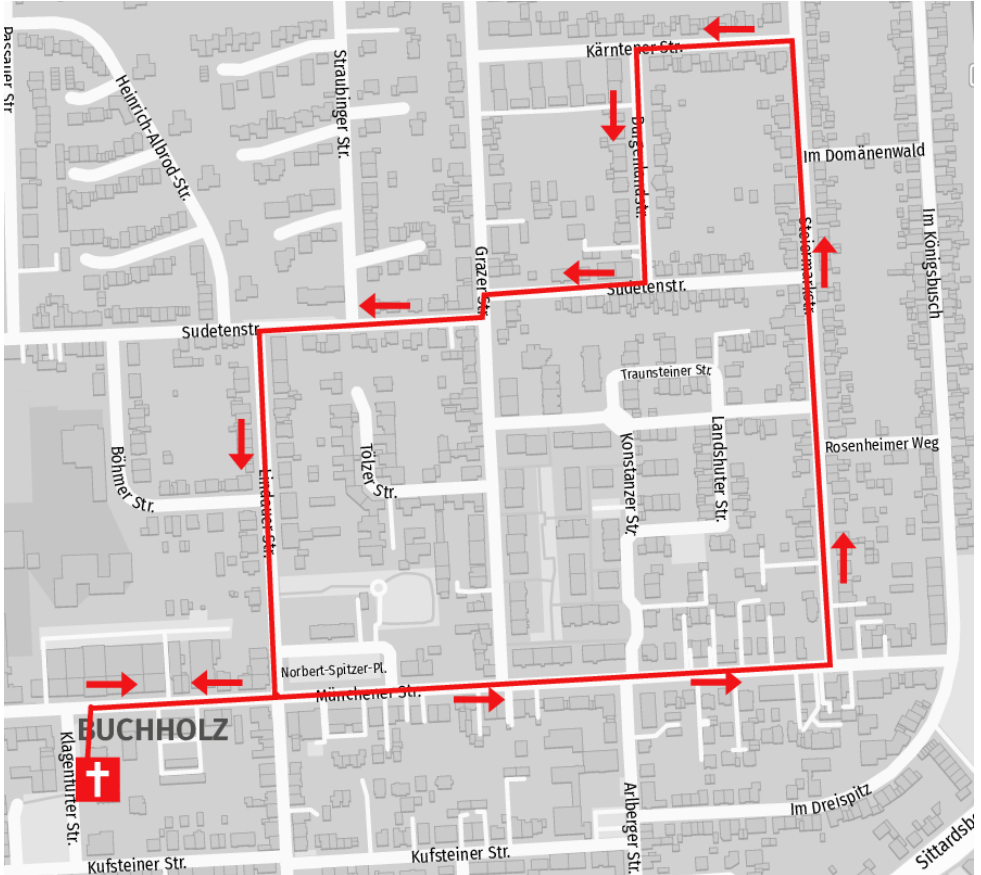 Passauer Str
Heinrich-Albrod-Str.
Straubinger Str.
Kärntener Str.
Burgenlandstr.
Im Domänenwald
Steiermarkstr.
Im Königsbusch
Grazer Str.
Sudetenstr.
Sudetenstr.
Traunsteiner Str.
Landshuter Str.
Konstanzer Str.
Rosenheimer Weg
Böhmer Str.
Tölzer Str.
Lindauer Str.
Norbert-Spitzer-Pl.
Münchener Str.
BUCHHOLZ
Klagenfurter Str.
Arlberger Str.
Im Dreispitz
Kufsteiner Str.
Kufsteiner Str.
Sittardsb